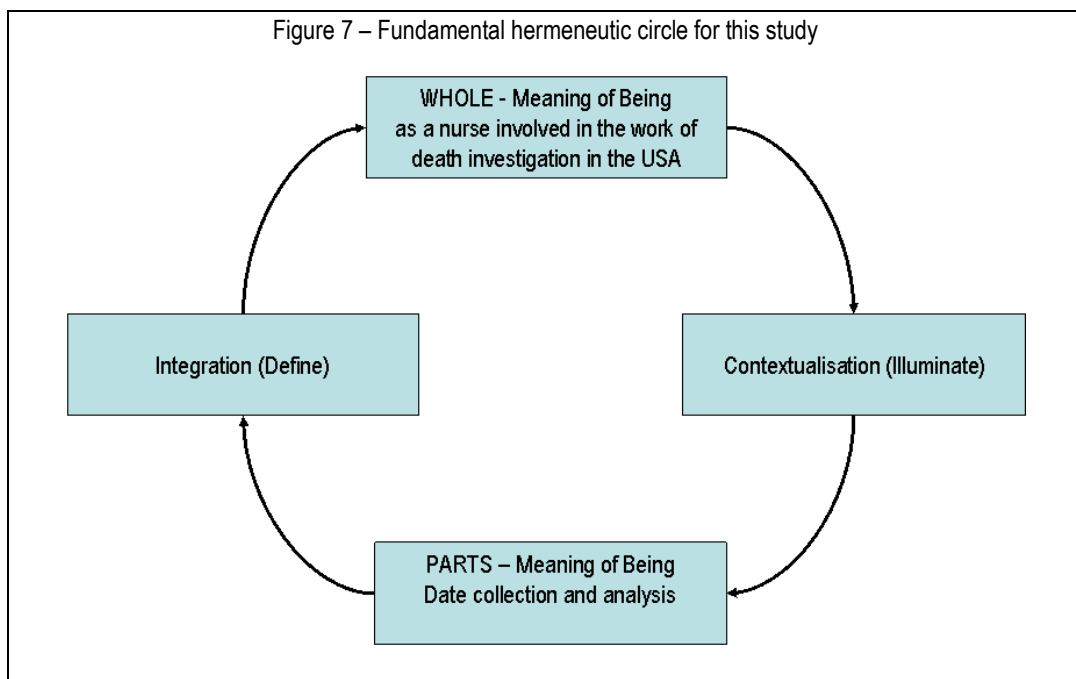 Figure 7 – Fundamental hermeneutic circle for this study
WHOLE - Meaning of Being
as a nurse involved in the work of
death investigation in the USA
Integration (Define)
Contextualisation (Illuminate)
PARTS – Meaning of Being
Date collection and analysis